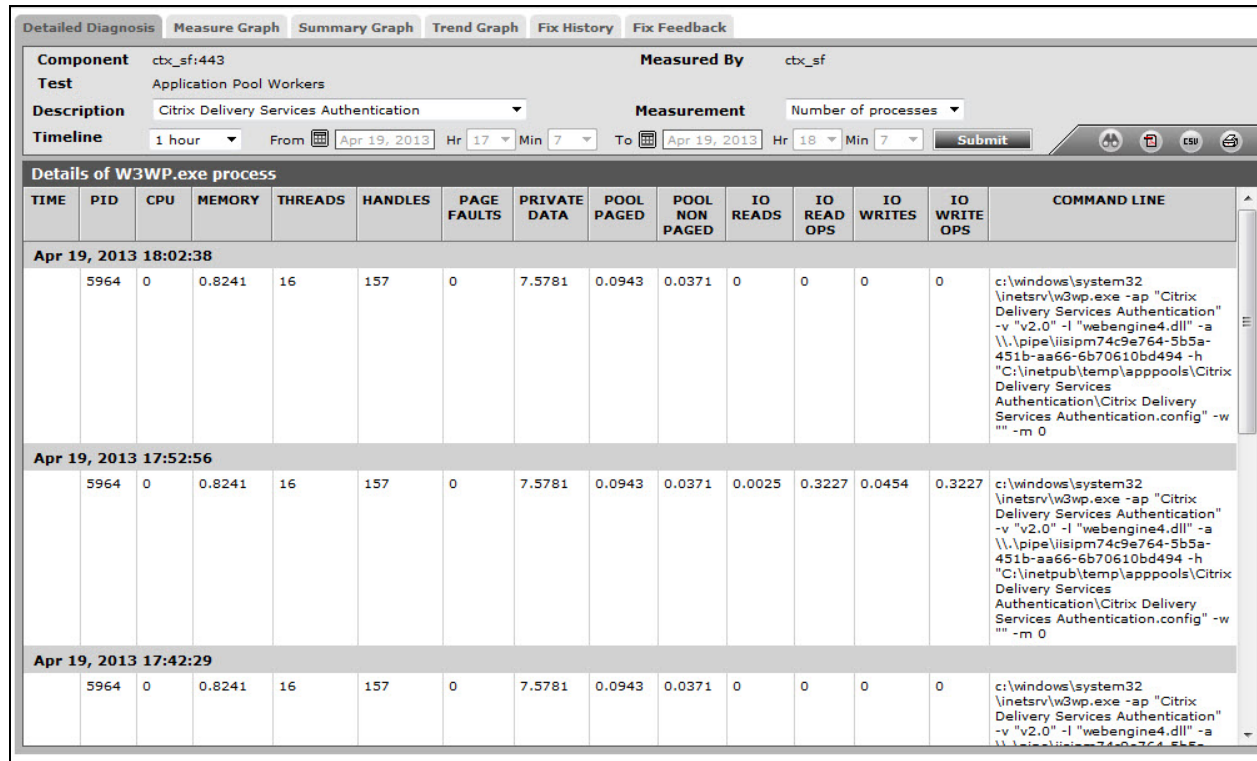 Detailed Diagnosis Measure Graph Summary Graph Trend Graph Fix History Fix Feedback
Component ctx_sf:443 Measured By ctx_sf
Test Application Pool Workers
Description Citrix Delivery Services Authentication Measurement Number of processes
Timeline 1 hour From Apr 19, 2013 Hr 17 Min 7 To Apr 19, 2013 Hr 18 Min 7 Submit CSV
Details of W3WP.exe process
TIME PID CPU MEMORY THREADS HANDLES PAGE FAULTS PRIVATE DATA POOL PAGED POOL NON PAGED IO READS IO READ OPS IO WRITES IO WRITE OPS COMMAND LINE
Apr 19, 2013 18:02:38
5964 0 0.8241 16 157 0 7.5781 0.0943 0.0371 0 0 0 0 c:\windows\system32
\inetsrv\w3wp.exe -ap "Citrix
Delivery Services Authentication"
-v "v2.0" -l "webengine4.dll" -a
\\.\pipe\iisipm74c9e764-5b5a-
451b-aa66-6b70610bd494 -h
"C:\inetpub\temp\apppools\Citrix
Delivery Services
Authentication\Citrix Delivery
Services Authentication.config" -w
"" -m 0
Apr 19, 2013 17:52:56
5964 0 0.8241 16 157 0 7.5781 0.0943 0.0371 0.0025 0.3227 0.0454 0.3227 c:\windows\system32
\inetsrv\w3wp.exe -ap "Citrix
Delivery Services Authentication"
-v "v2.0" -l "webengine4.dll" -a
\\.\pipe\iisipm74c9e764-5b5a-
451b-aa66-6b70610bd494 -h
"C:\inetpub\temp\apppools\Citrix
Delivery Services
Authentication\Citrix Delivery
Services Authentication.config" -w
"" -m 0
Apr 19, 2013 17:42:29
5964 0 0.8241 16 157 0 7.5781 0.0943 0.0371 0 0 0 0 c:\windows\system32
\inetsrv\w3wp.exe -ap "Citrix
Delivery Services Authentication"
-v "v2.0" -l "webengine4.dll" -a